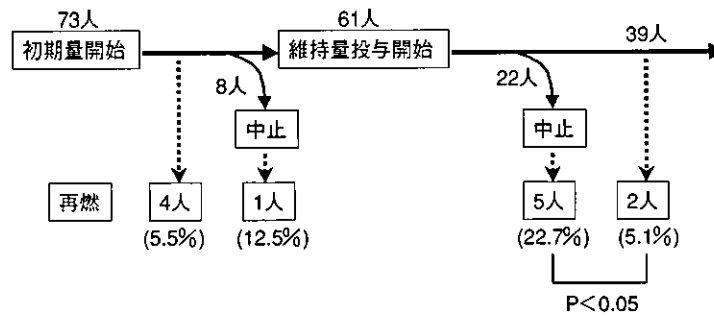 73人
61人
39人
初期量開始
維持量投与開始
8人
22人
中止
中止
再燃
4人
1人
5人
2人
(5.5%)
(12.5%)
(22.7%)
(5.1%)
P<0.05